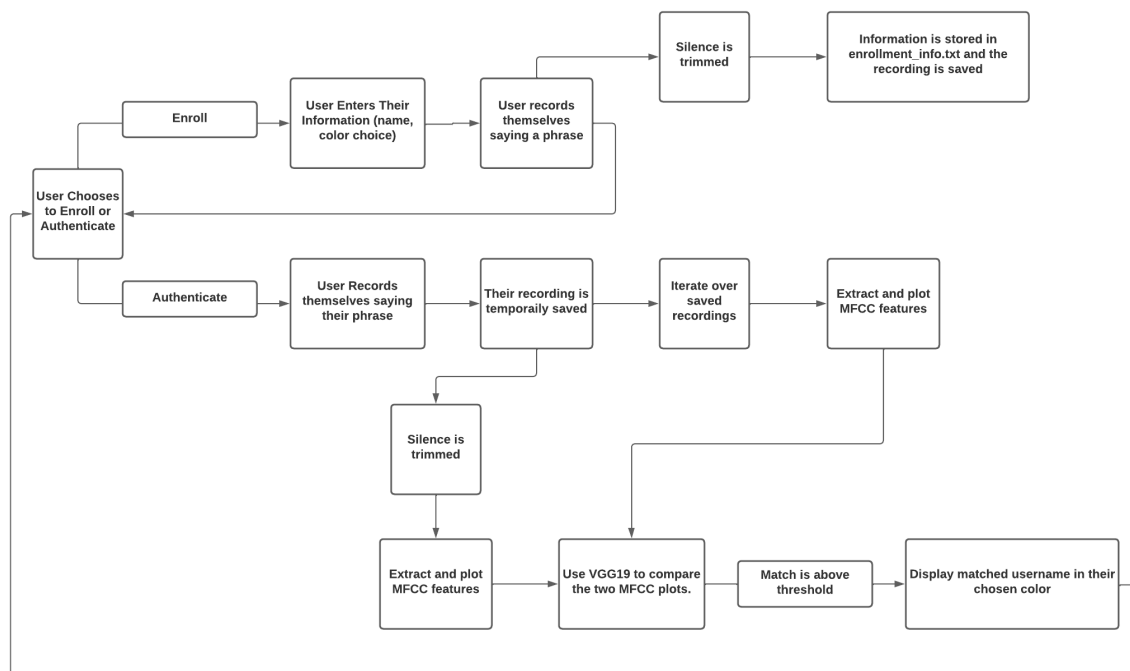 Silence is
trimmed
Information is stored in
enrollment_info.txt and the
recording is saved
Enroll
User Enters Their
Information (name,
color choice)
User records
themselves
saying a phrase
User Chooses
to Enroll or
Authenticate
Authenticate
User Records
themselves saying
their phrase
Their recording is
temporaily saved
Iterate over
saved
recordings
Extract and plot
MFCC features
Silence is
trimmed
Extract and plot
MFCC features
Use VGG19 to compare
the two MFCC plots.
Match is above
threshold
Display matched username in their
chosen color